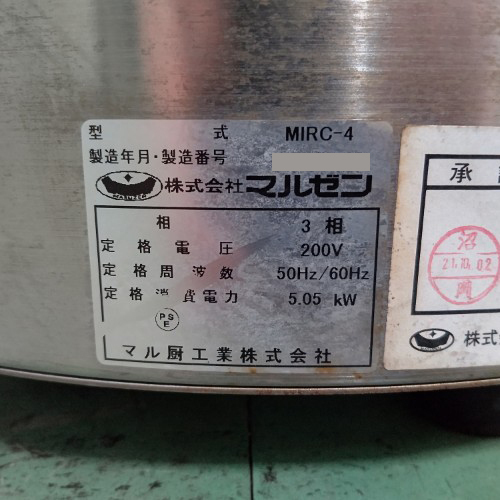 型 式 MIRC-4
製造年月・製造番号
MARUZEN 株式会社マルゼン
相 3 相
定格電圧 200V
定格周波数 50Hz/60Hz
定格消費電力 5.05 kW
PS
E
マル厨工業株式会社
承
沼
21.10.02
株式